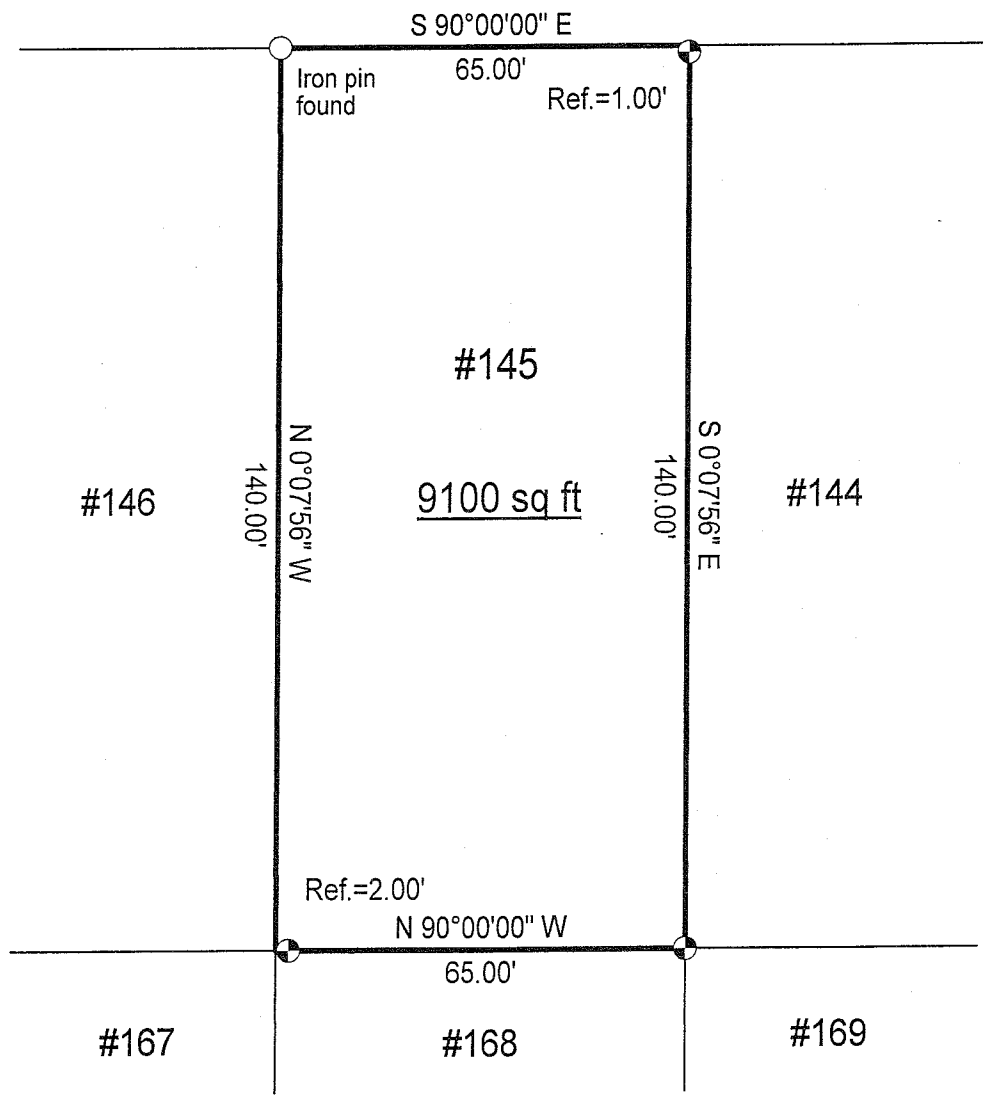 S 90°00'00" E
65.00'
Iron pin
found
Ref.=1.00'
#145
N 0°07'56" W
140.00'
S 0°07'56" E
140.00'
#146
9100 sq ft
#144
Ref.=2.00'
N 90°00'00" W
65.00'
#167
#168
#169